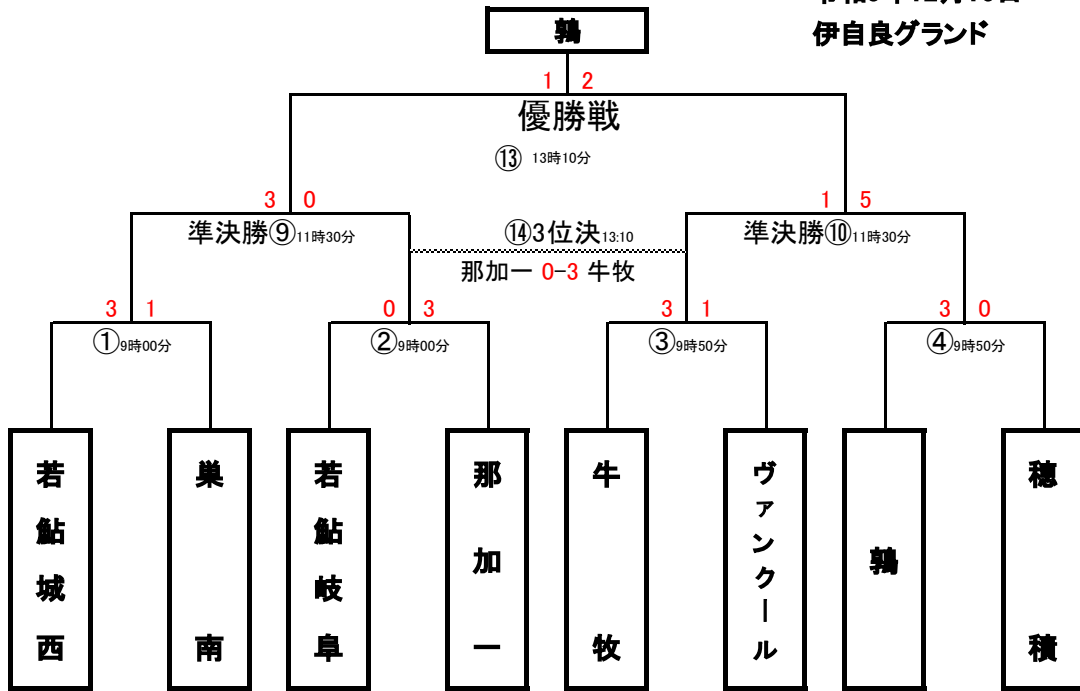 伊自良グランド
鶉
1 2
優勝戦
⑬ 13時10分
3 0
1 5
準決勝⑨11時30分
⑭3位決13:10
準決勝⑩11時30分
那加一 0-3 牛牧
3 1
0 3
3 1
3 0
①9時00分
②9時00分
③9時50分
④9時50分
若鮎城西
巣南
若鮎岐阜
那加一
牛牧
ヴァンクール
鶉
穂積